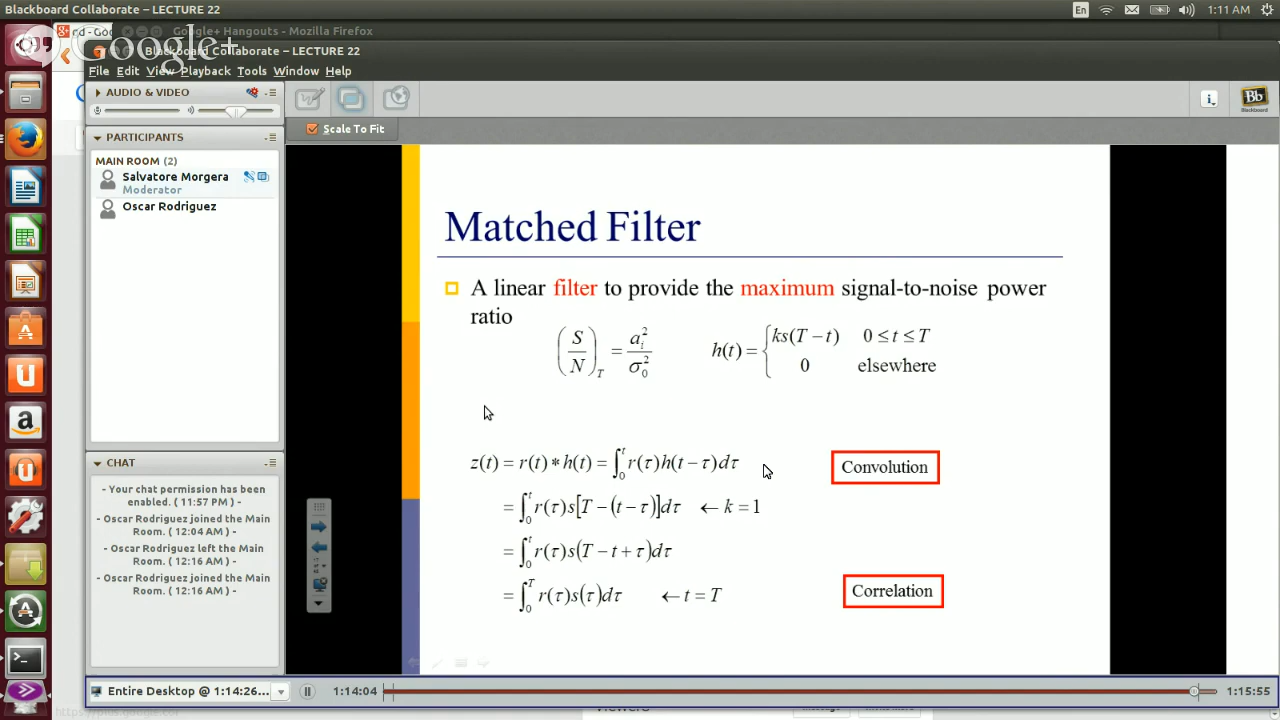 Blackboard Collaborate – LECTURE 22
En
1:11 AM
Google+ Hangouts - Mozilla Firefox
Google+
Blackboard Collaborate – LECTURE 22
File Edit View Playback Tools Window Help
AUDIO & VIDEO
Scale To Fit
PARTICIPANTS
MAIN ROOM (2)
Salvatore Morgera
Moderator
Oscar Rodriguez
CHAT
- Your chat permission has been
enabled. ( 11:57 PM) -
- Oscar Rodriguez joined the Main
Room. ( 12:04 AM) -
- Oscar Rodriguez left the Main
Room. ( 12:16 AM) -
- Oscar Rodriguez joined the Main
Room. ( 12:16 AM) -
Bb
Blackboard
Matched Filter
A linear filter to provide the maximum signal-to-noise power
ratio
(S/N)_T = a_i^2/σ_0^2
h(t) = { ks(T − t) 0 ≤ t ≤ T
0 elsewhere
z(t) = r(t) * h(t) = ∫_0^t r(τ)h(t − τ)dτ
Convolution
= ∫_0^t r(τ)s[T − (t − τ)]dτ ← k = 1
= ∫_0^t r(τ)s(T − t + τ)dτ
= ∫_0^T r(τ)s(τ)dτ ← t = T
Correlation
Entire Desktop @ 1:14:26...
1:14:04
1:15:55